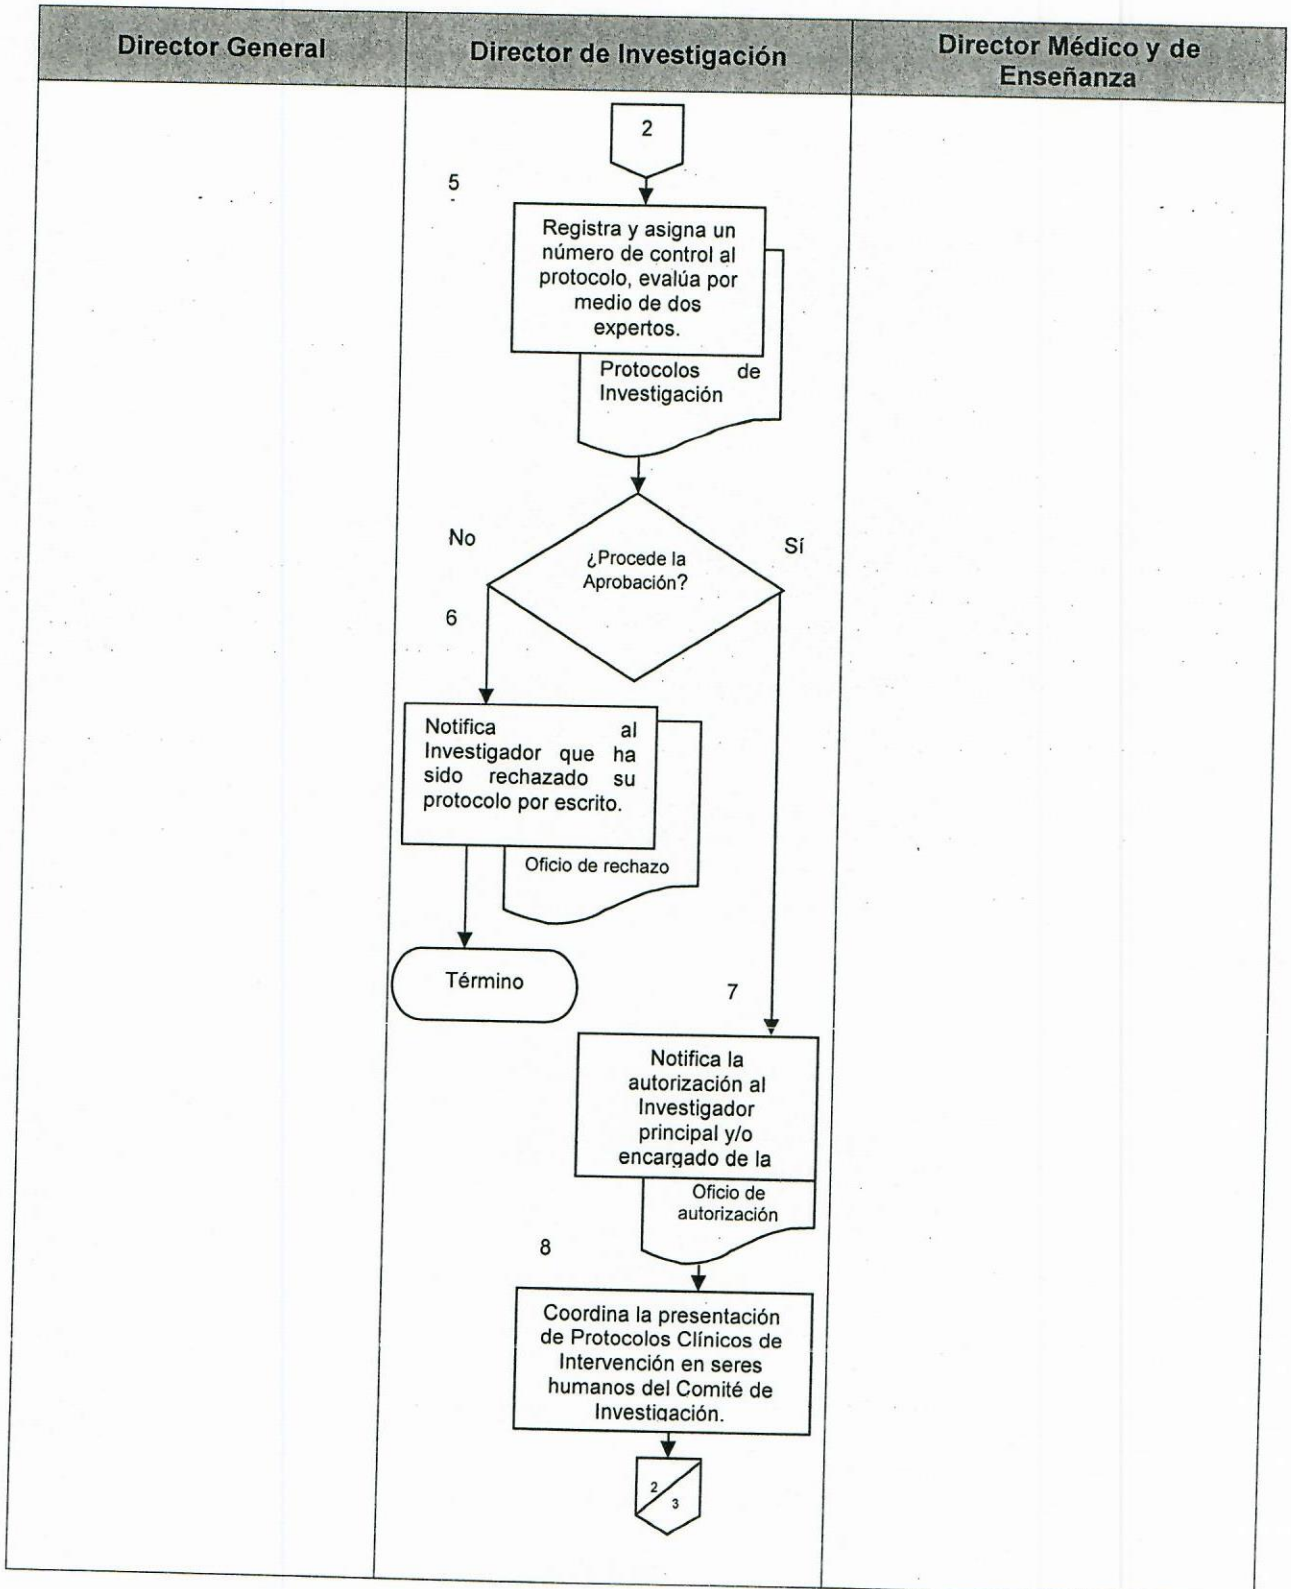 Director General
Director de Investigación
Director Médico y de
Enseñanza
2
5
Registra y asigna un
número de control al
protocolo, evalúa por
medio de dos
expertos.
Protocolos de
Investigación
No
¿Procede la
Aprobación?
Sí
6
Notifica al
Investigador que ha
sido rechazado su
protocolo por escrito.
Oficio de rechazo
Término
7
Notifica la
autorización al
Investigador
principal y/o
encargado de la
Oficio de
autorización
8
Coordina la presentación
de Protocolos Clínicos de
Intervención en seres
humanos del Comité de
Investigación.
2
3